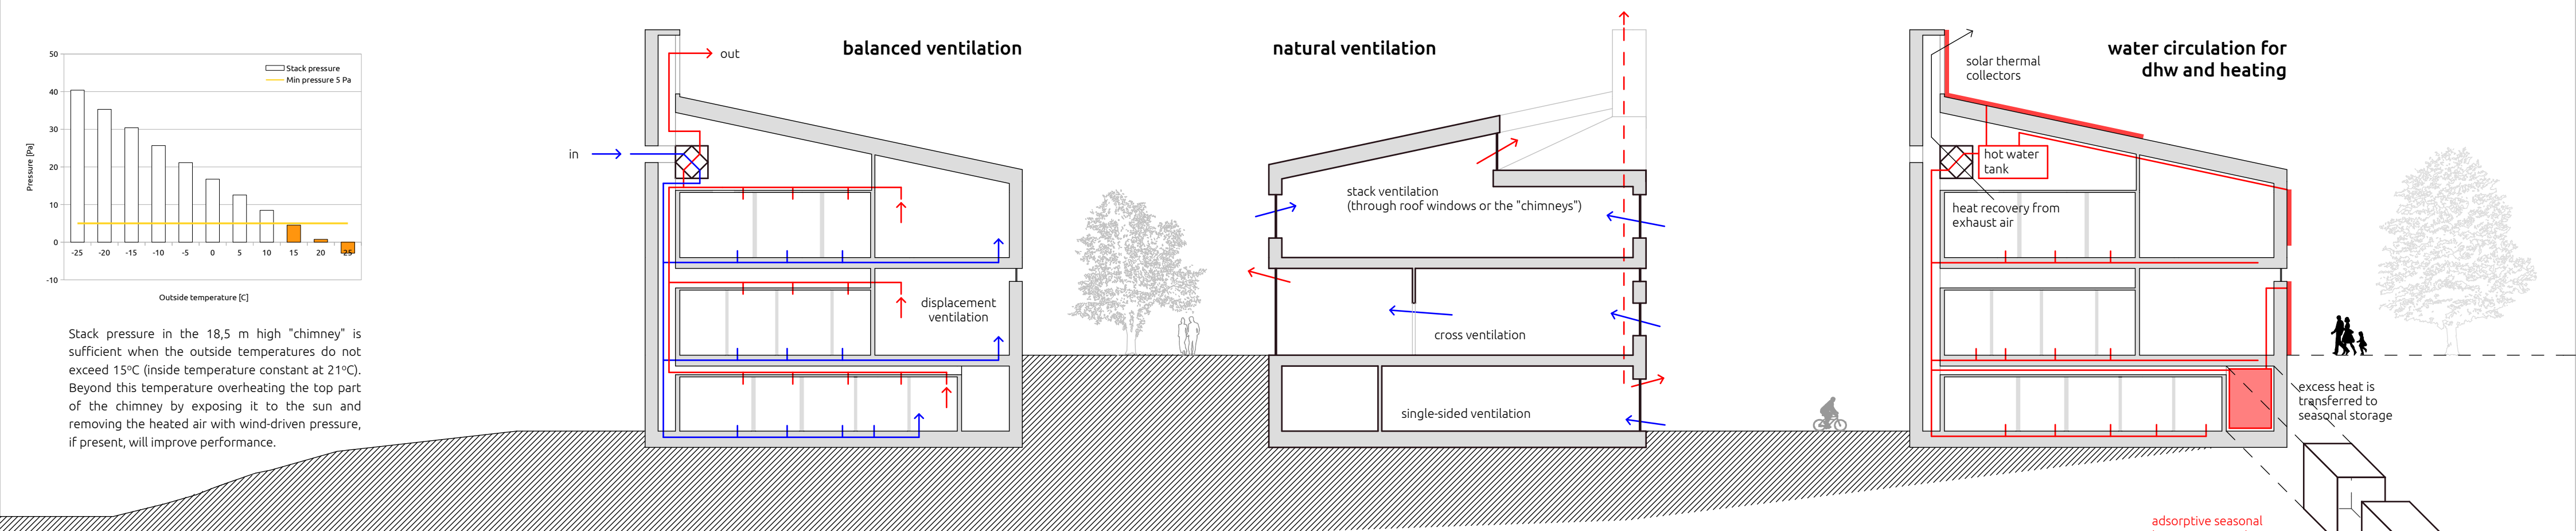 50
40
30
20
10
0
-10
Pressure [Pa]
Stack pressure
Min pressure 5 Pa
-25 -20 -15 -10 -5 0 5 10 15 20 25
Outside temperature [C]
Stack pressure in the 18,5 m high "chimney" is
sufficient when the outside temperatures do not
exceed 15ºC (inside temperature constant at 21ºC).
Beyond this temperature overheating the top part
of the chimney by exposing it to the sun and
removing the heated air with wind-driven pressure,
if present, will improve performance.
balanced ventilation
out
in
displacement
ventilation
natural ventilation
stack ventilation
(through roof windows or the "chimneys")
cross ventilation
single-sided ventilation
water circulation for
dhw and heating
solar thermal
collectors
hot water
tank
heat recovery from
exhaust air
excess heat is
transferred to
seasonal storage
adsorptive seasonal